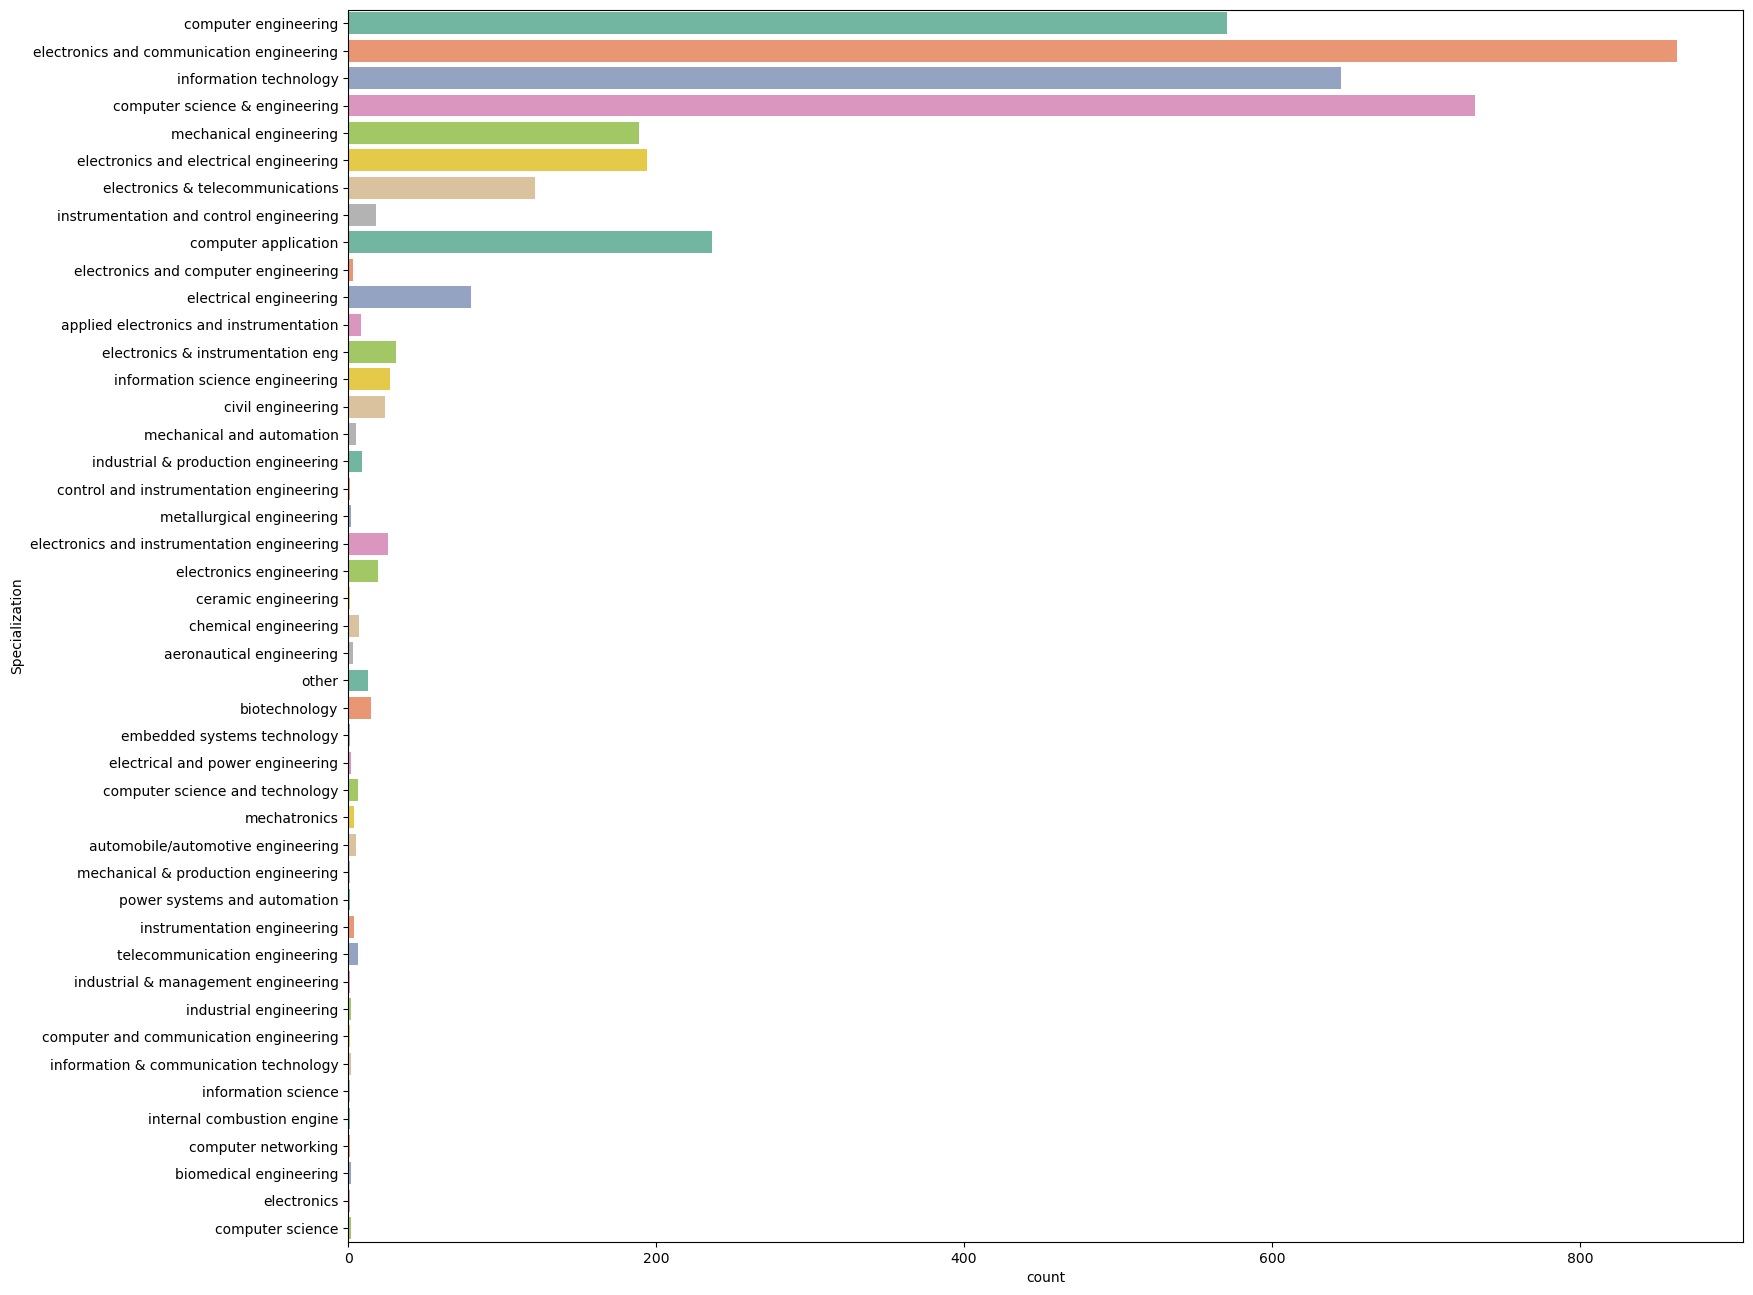 computer engineering
electronics and communication engineering
information technology
computer science & engineering
mechanical engineering
electronics and electrical engineering
electronics & telecommunications
instrumentation and control engineering
computer application
electronics and computer engineering
electrical engineering
applied electronics and instrumentation
electronics & instrumentation eng
information science engineering
civil engineering
mechanical and automation
industrial & production engineering
control and instrumentation engineering
metallurgical engineering
electronics and instrumentation engineering
electronics engineering
ceramic engineering
chemical engineering
aeronautical engineering
other
biotechnology
embedded systems technology
electrical and power engineering
computer science and technology
mechatronics
automobile/automotive engineering
mechanical & production engineering
power systems and automation
instrumentation engineering
telecommunication engineering
industrial & management engineering
industrial engineering
computer and communication engineering
information & communication technology
information science
internal combustion engine
computer networking
biomedical engineering
electronics
computer science
Specialization
0 200 400 600 800
count